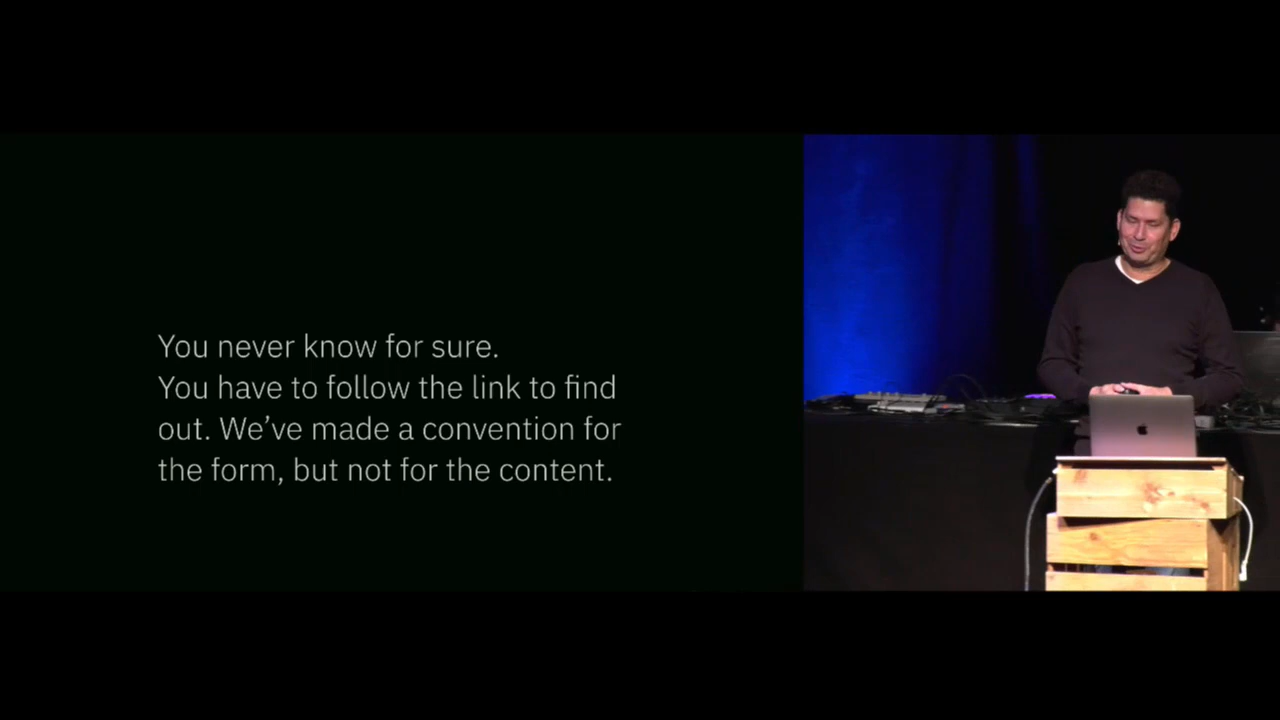 You never know for sure.
You have to follow the link to find
out. We’ve made a convention for
the form, but not for the content.